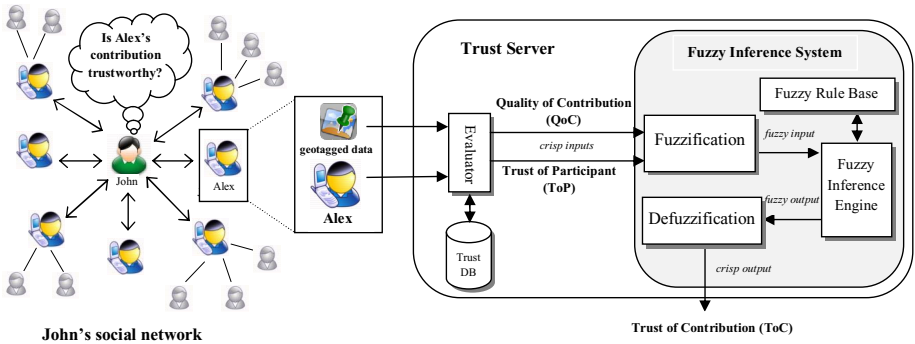 Is Alex's
contribution
trustworthy?
John
Alex
John's social network
geotagged data
Alex
Trust Server
Evaluator
Trust
DB
Quality of Contribution
(QoC)
crisp inputs
Trust of Participant
(ToP)
Fuzzy Inference System
Fuzzy Rule Base
Fuzzification
fuzzy input
Fuzzy
Inference
Engine
fuzzy output
Defuzzification
crisp output
Trust of Contribution (ToC)